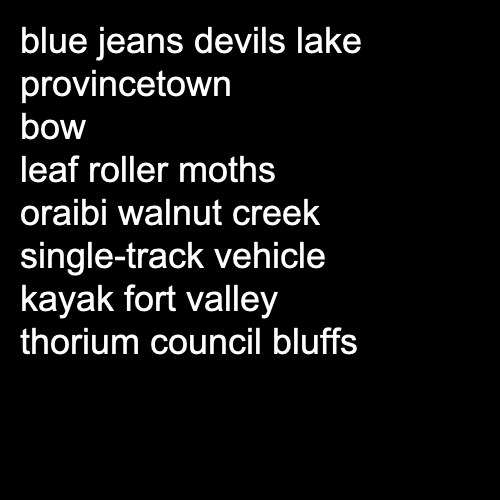 blue jeans devils lake
provincetown
bow
leaf roller moths
oraibi walnut creek
single-track vehicle
kayak fort valley
thorium council bluffs